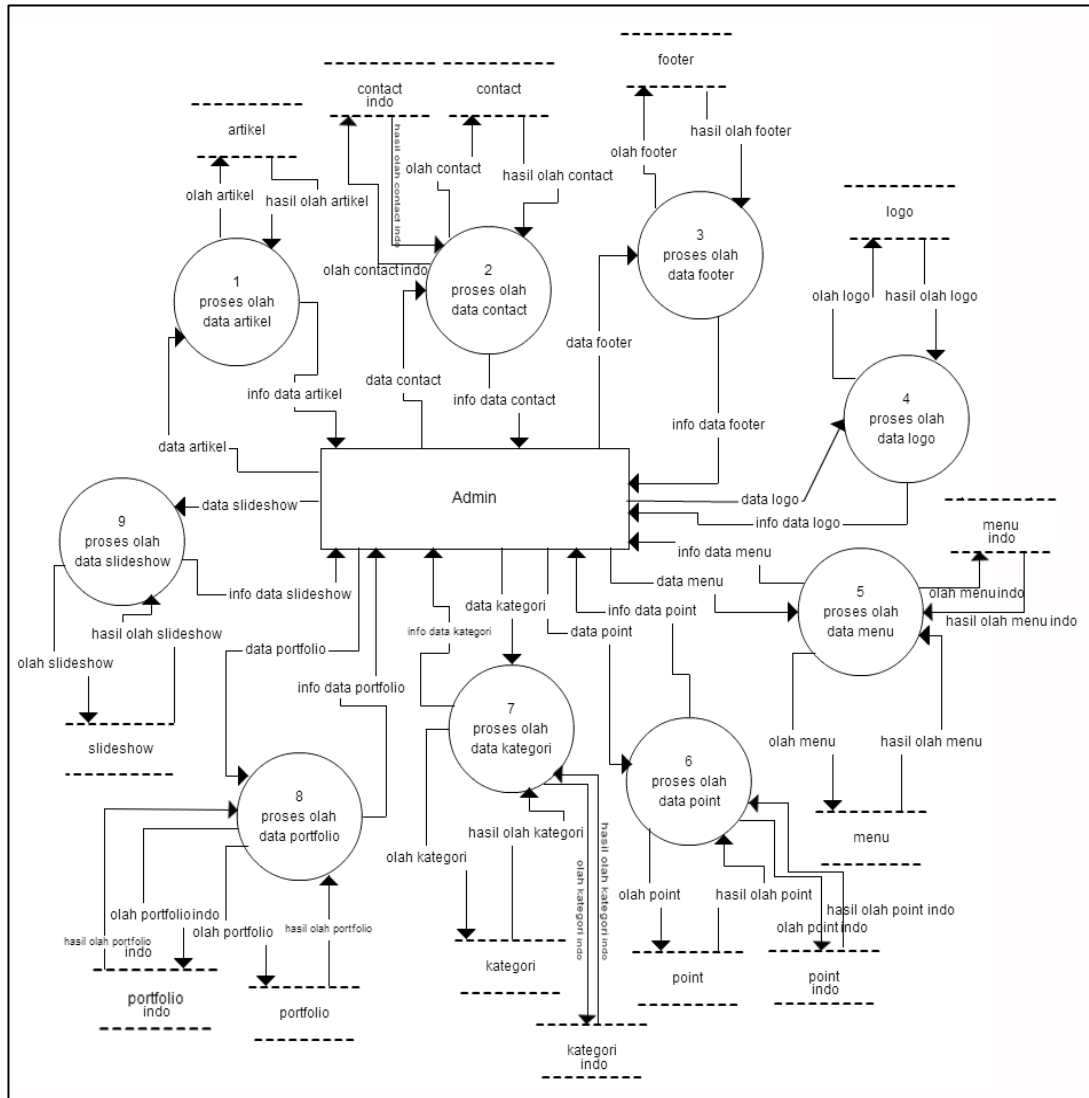 footer
contact
indo
contact
artikel
hasil olah contact indo
olah contact
hasil olah contact
olah footer
hasil olah footer
olah artikel
hasil olah artikel
logo
olah contact indo
1
proses olah
data artikel
2
proses olah
data contact
3
proses olah
data footer
olah logo
hasil olah logo
data footer
data contact
info data artikel
info data contact
4
proses olah
data logo
info data footer
data artikel
Admin
data slideshow
data logo
info data logo
9
proses olah
data slideshow
menu
indo
info data menu
data menu
info data slideshow
5
proses olah
data menu
olah menu indo
hasil olah menu indo
data kategori
info data point
data point
info data kategori
hasil olah slideshow
olah slideshow
data portfolio
info data portfolio
7
proses olah
data kategori
olah menu
hasil olah menu
slideshow
6
proses olah
data point
8
proses olah
data portfolio
hasil olah kategori
olah kategori
menu
olah kategori indo
hasil olah kategori indo
olah point
hasil olah point
hasil olah point indo
olah point indo
olah portfolio indo
olah portfolio
hasil olah portfolio
hasil olah portfolio
indo
kategori
point
point
indo
portfolio
indo
portfolio
kategori
indo